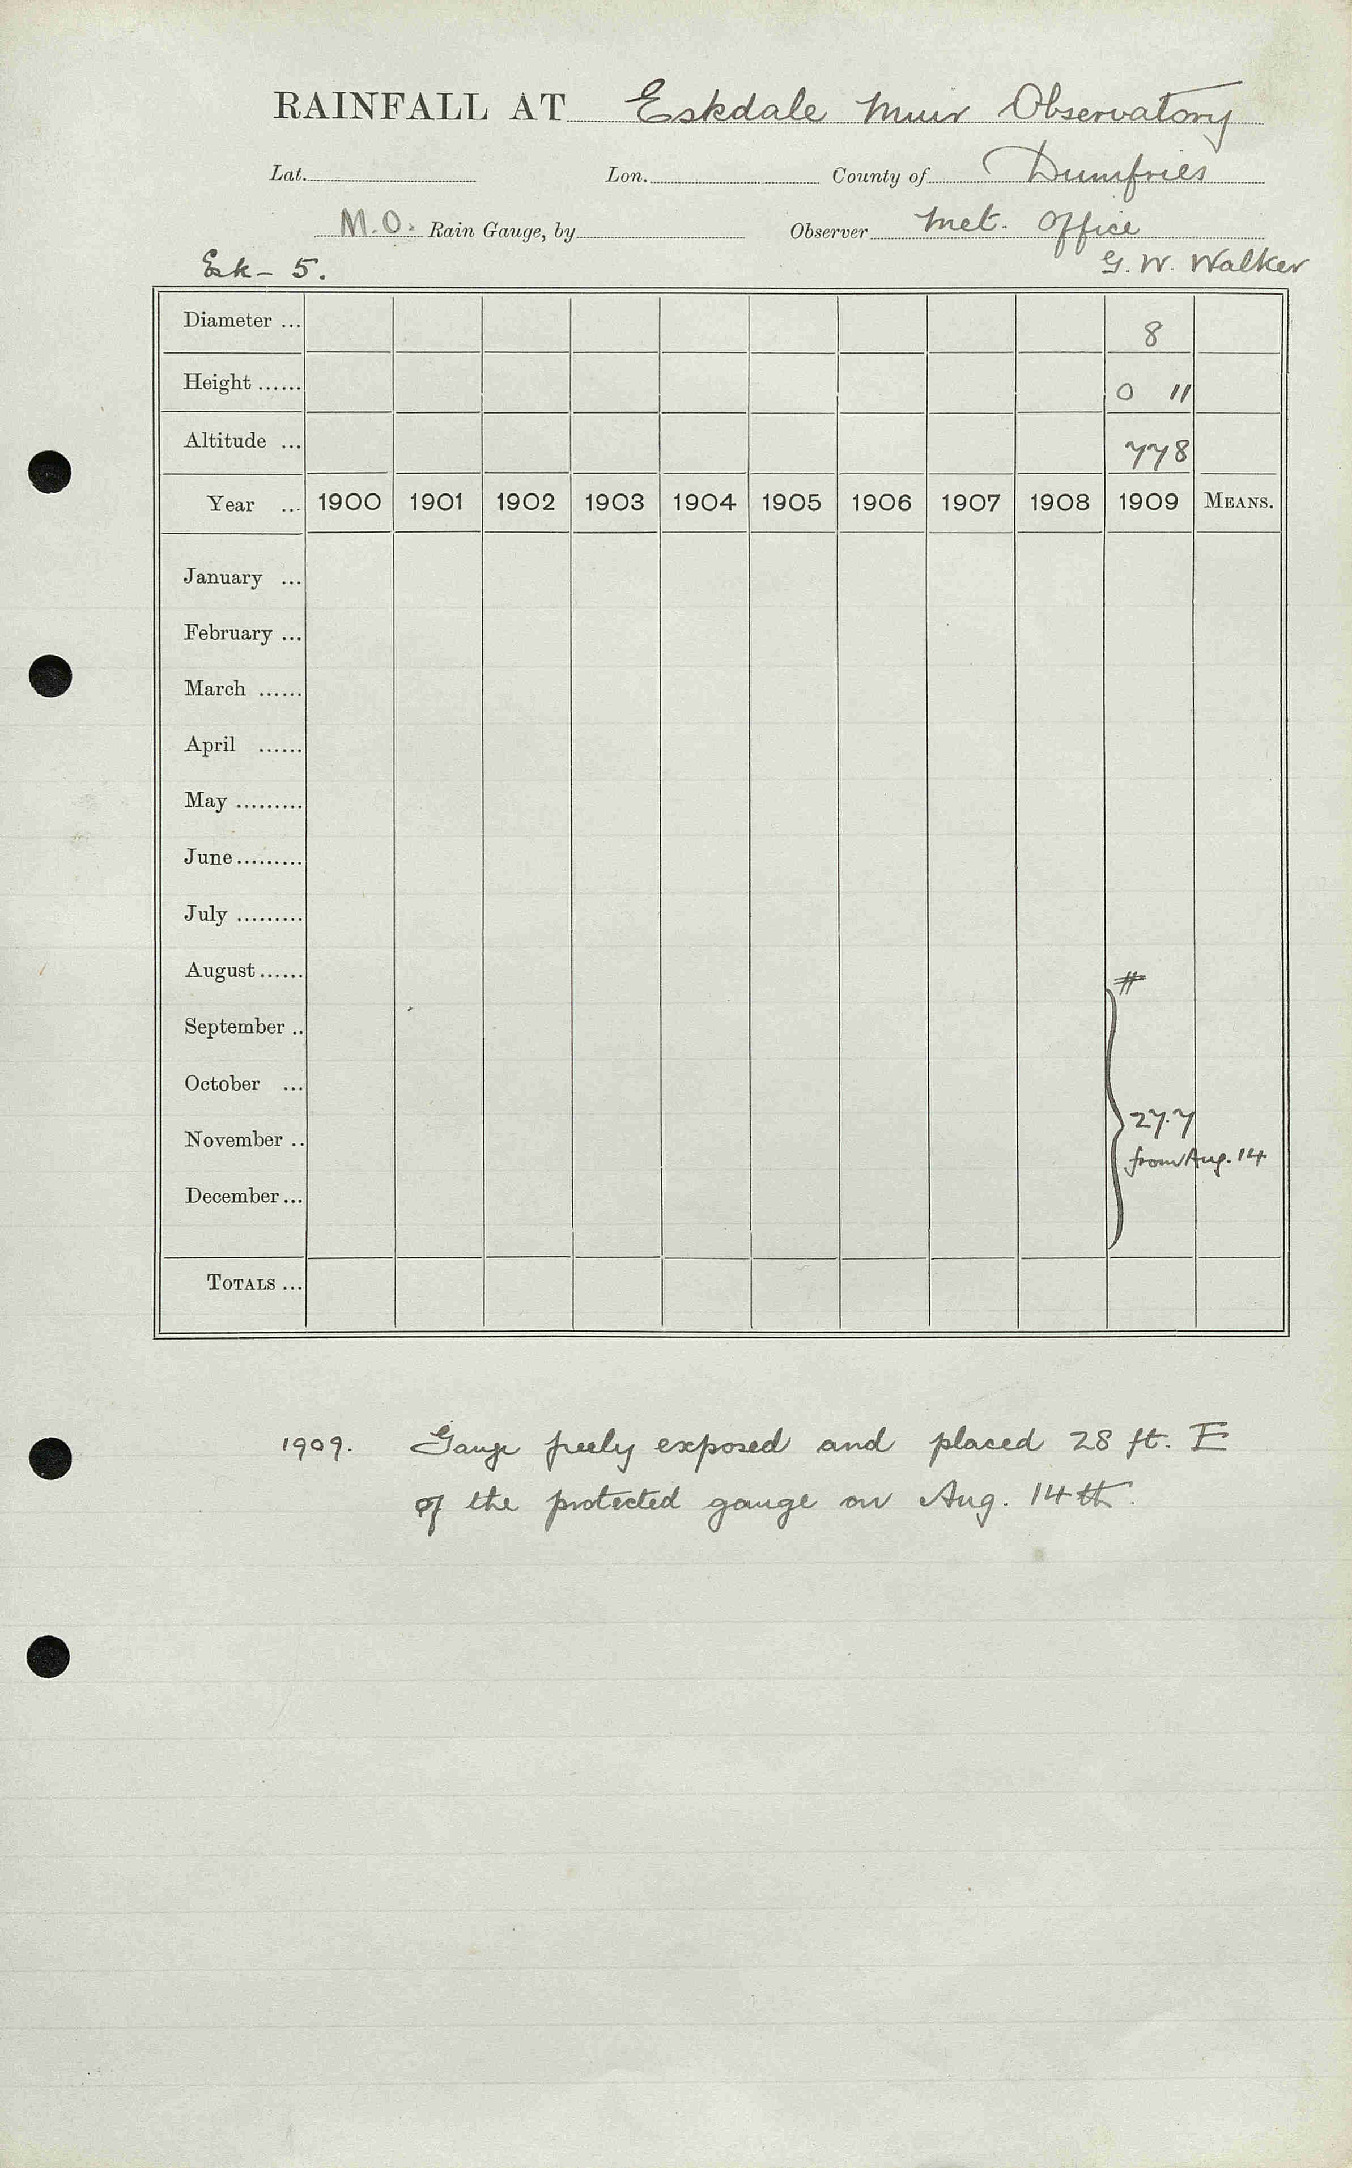 RAINFALL AT Eskdale Muir Observatory
Lat. Lon. County of Dumfries
M.O. Rain Gauge, by Observer Met. Office
Esk - 5. G. W. Walker
Diameter ... 8
Height ...... 0 11
Altitude ... 778
Year ... 1900 1901 1902 1903 1904 1905 1906 1907 1908 1909 MEANS.
January ...
February ...
March ......
April ......
May .........
June.........
July .........
August...... #
September ..
October ...
27.7
November ..
from Aug. 14
December...
TOTALS ...
1909. Gauge freely exposed and placed 28 ft. E
of the protected gauge on Aug. 14th.